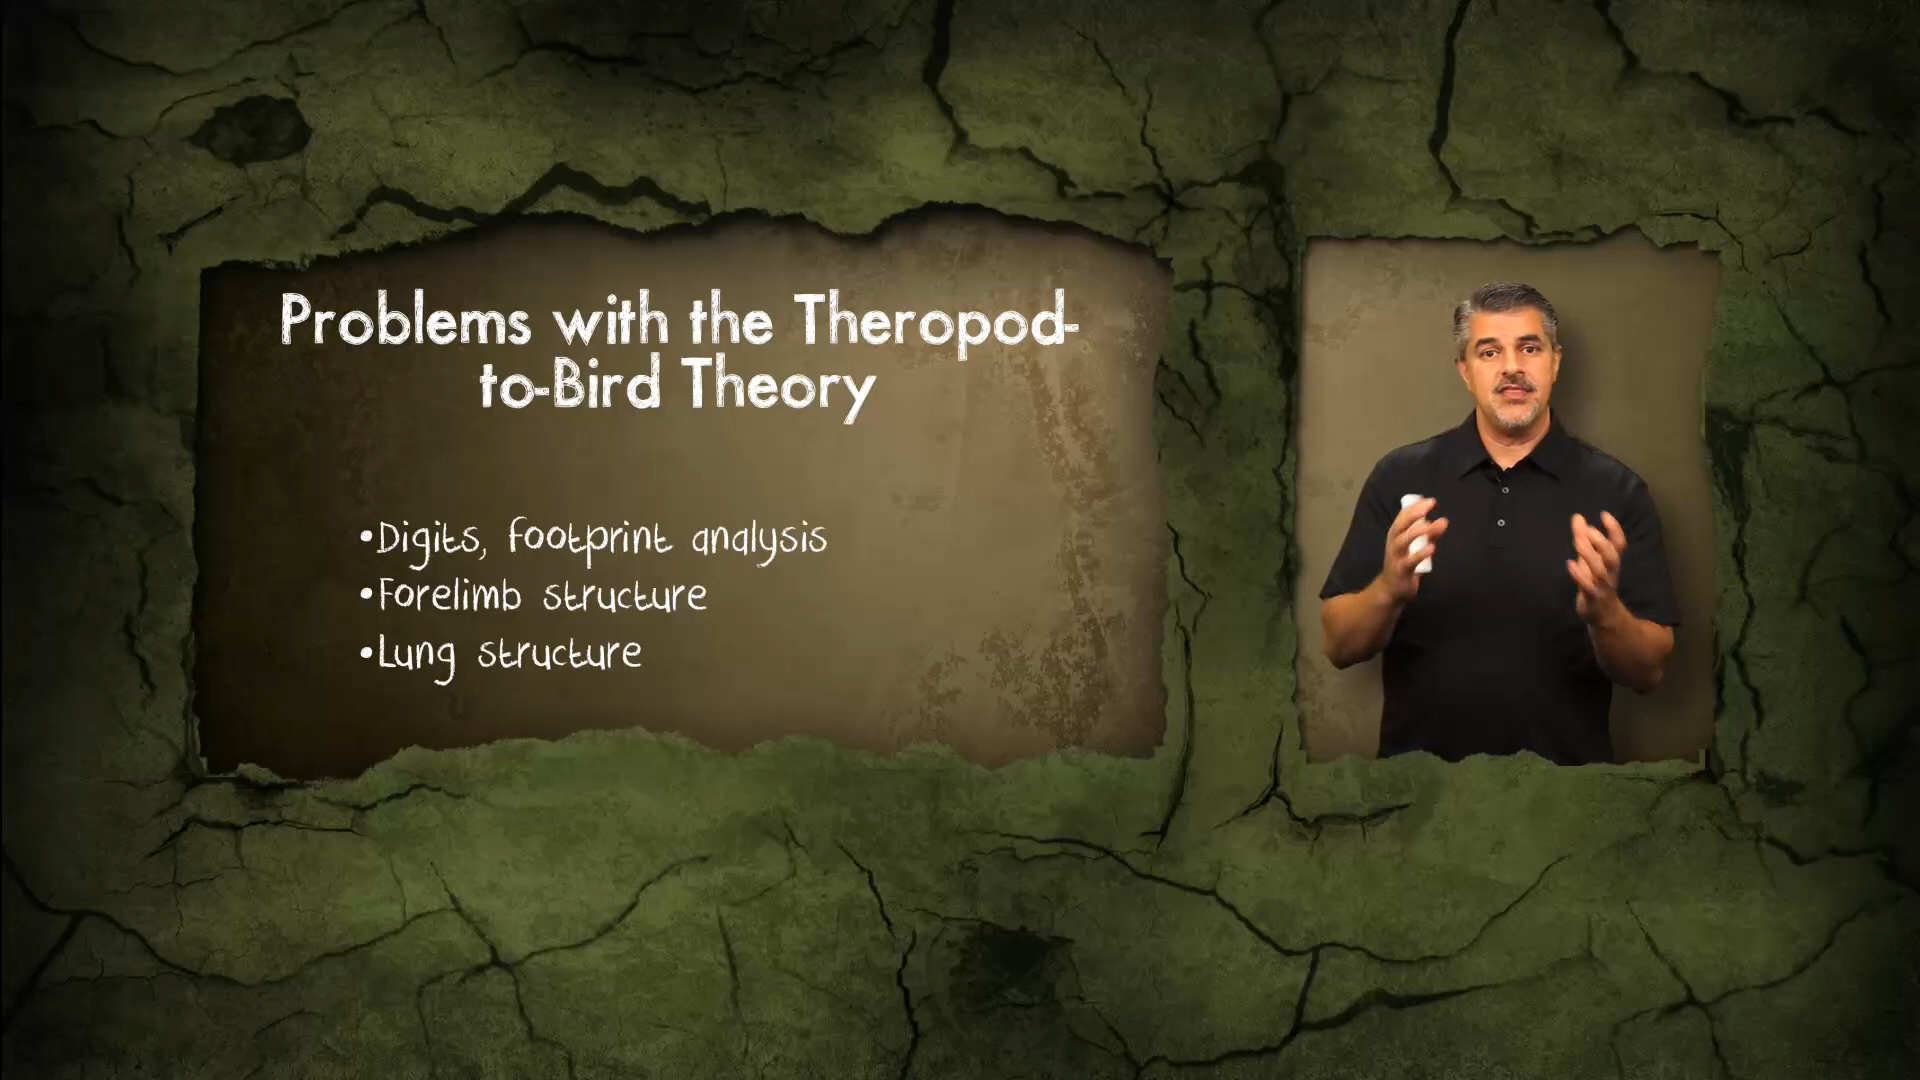 Problems with the Theropod-
to-Bird Theory
•Digits, footprint analysis
•Forelimb structure
•Lung structure